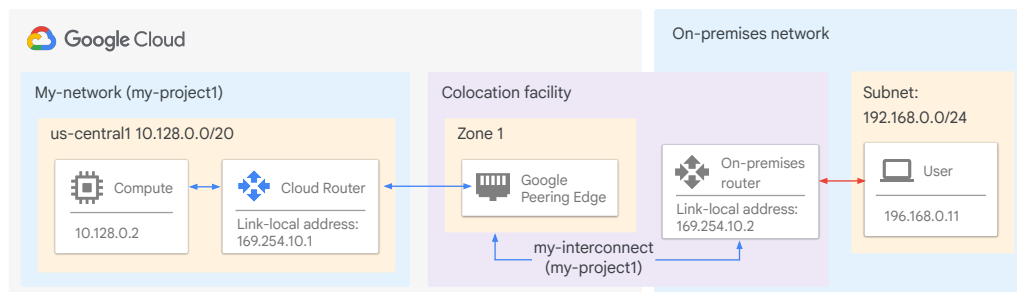 Google Cloud
On-premises network
My-network (my-project1)
Colocation facility
Subnet:
192.168.0.0/24
us-central1 10.128.0.0/20
Zone 1
Compute
10.128.0.2
Cloud Router
Link-local address:
169.254.10.1
Google
Peering Edge
On-premises
router
Link-local address:
169.254.10.2
User
196.168.0.11
my-interconnect
(my-project1)